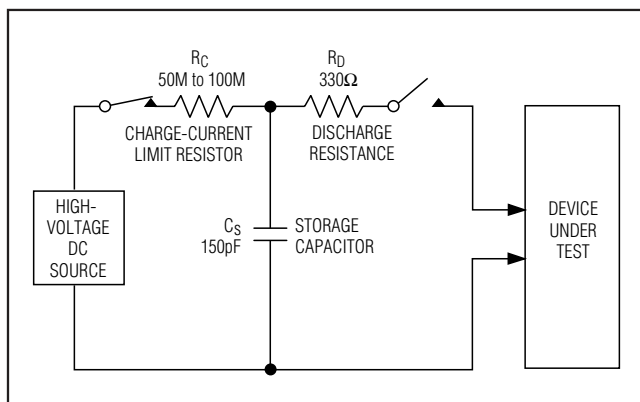 R_C
50M to 100M
CHARGE-CURRENT
LIMIT RESISTOR
R_D
330Ω
DISCHARGE
RESISTANCE
HIGH-
VOLTAGE
DC
SOURCE
C_S
150pF
STORAGE
CAPACITOR
DEVICE
UNDER
TEST